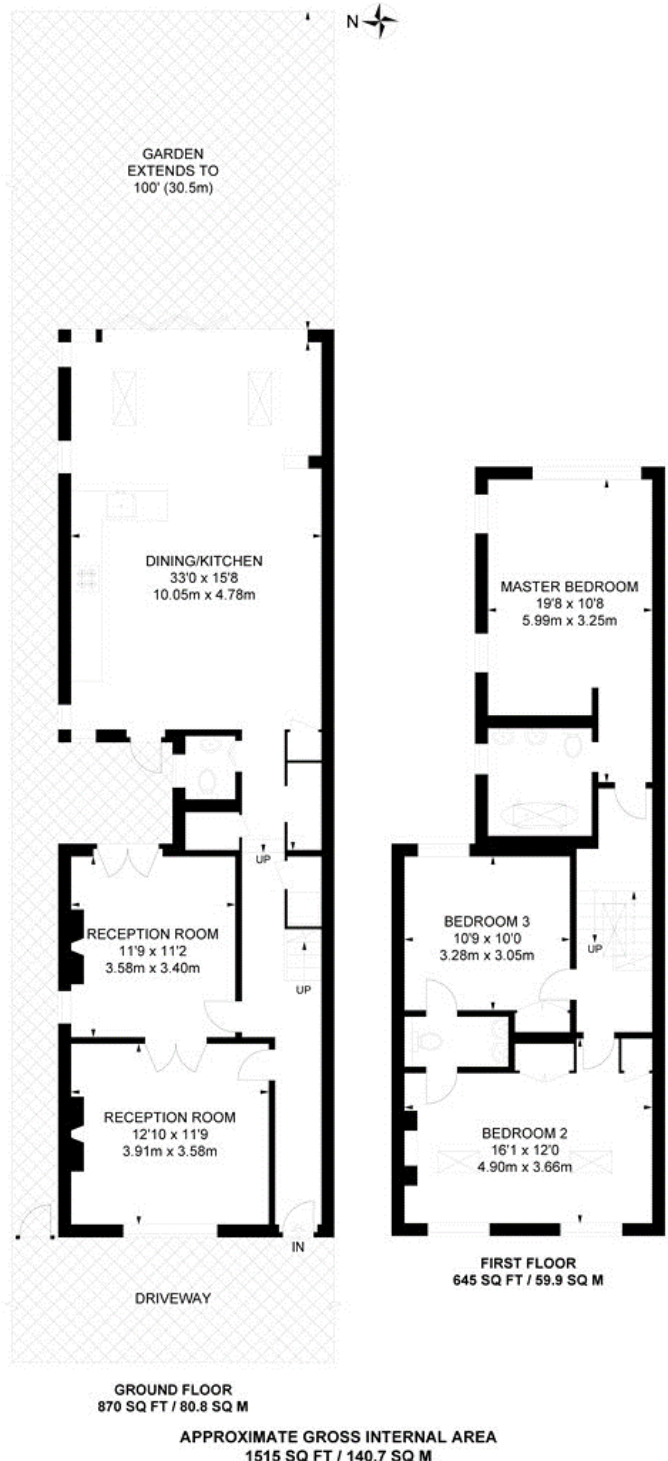 N
GARDEN
EXTENDS TO
100' (30.5m)
DINING/KITCHEN
33'0 x 15'8
10.05m x 4.78m
UP
RECEPTION ROOM
11'9 x 11'2
3.58m x 3.40m
UP
RECEPTION ROOM
12'10 x 11'9
3.91m x 3.58m
IN
DRIVEWAY
GROUND FLOOR
870 SQ FT / 80.8 SQ M
MASTER BEDROOM
19'8 x 10'8
5.99m x 3.25m
BEDROOM 3
10'9 x 10'0
3.28m x 3.05m
UP
BEDROOM 2
16'1 x 12'0
4.90m x 3.66m
FIRST FLOOR
645 SQ FT / 59.9 SQ M
APPROXIMATE GROSS INTERNAL AREA
1515 SQ FT / 140.7 SQ M